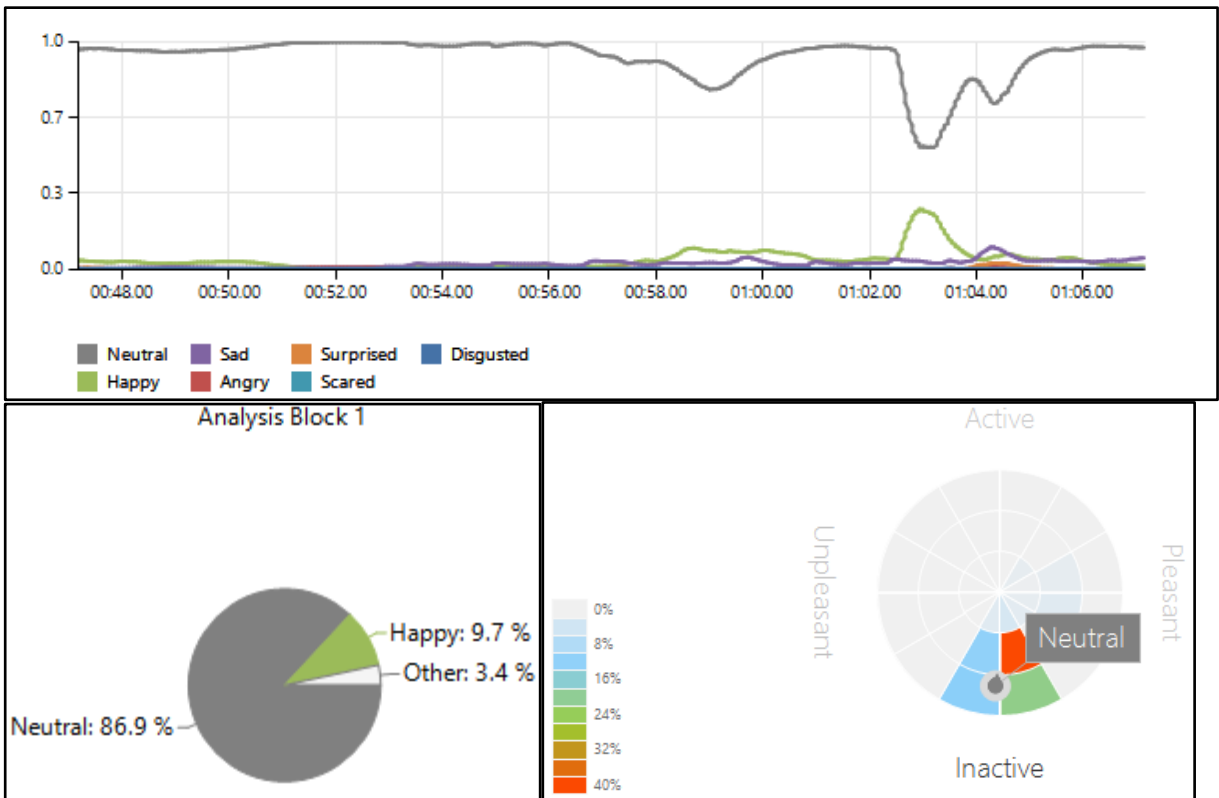 1.0
0.7
0.3
0.0
00:48.00 00:50.00 00:52.00 00:54.00 00:56.00 00:58.00 01:00.00 01:02.00 01:04.00 01:06.00
Neutral Sad Surprised Disgusted
Happy Angry Scared
Analysis Block 1
Happy: 9.7 %
Other: 3.4 %
Neutral: 86.9 %
Active
Unpleasant
Pleasant
Neutral
Inactive
0%
8%
16%
24%
32%
40%